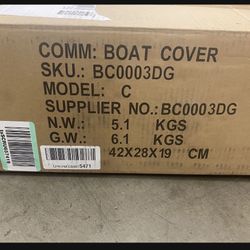 COMM: BOAT COVER
SKU.: BC0003DG
MODEL: C
SUPPLIER NO.:BC0003DG
N.W.: 5.1 KGS
G.W.: 6.1 KGS
42X28X19 CM